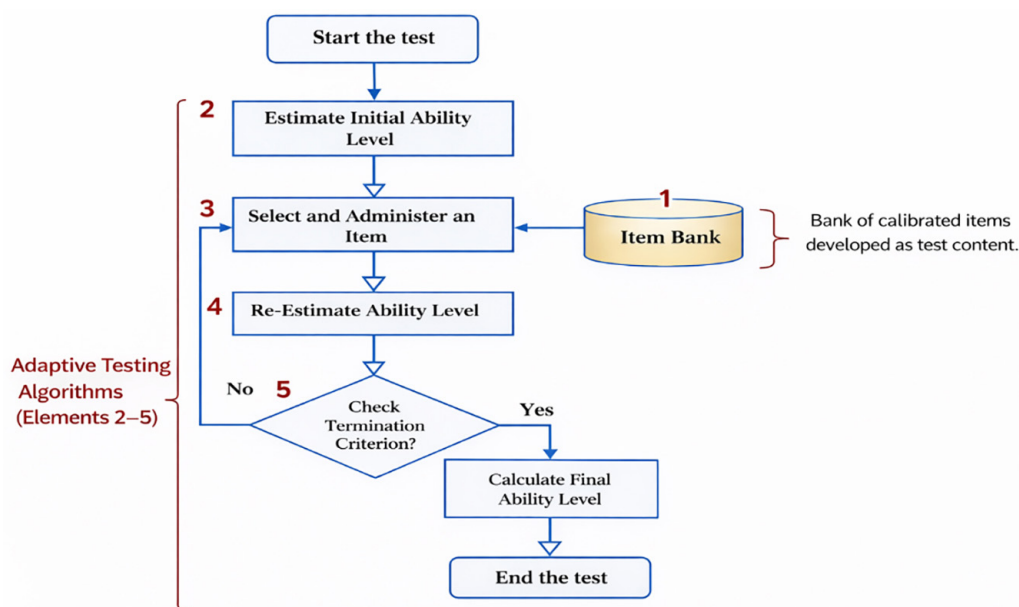 Start the test
2
Estimate Initial Ability
Level
3
Select and Administer an
Item
1
Item Bank
Bank of calibrated items
developed as test content.
4
Re-Estimate Ability Level
Adaptive Testing
Algorithms
(Elements 2–5)
No
5
Check
Termination
Criterion?
Yes
Calculate Final
Ability Level
End the test